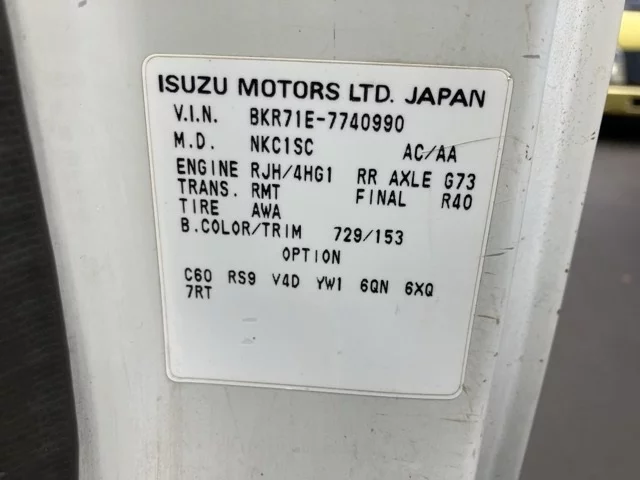 ISUZU MOTORS LTD. JAPAN
V.I.N. BKR71E-7740990
M.D. NKC1SC AC/AA
ENGINE RJH/4HG1 RR AXLE G73
TRANS. RMT FINAL R40
TIRE AWA
B.COLOR/TRIM 729/153
OPTION
C60 RS9 V4D YW1 6QN 6XQ
7RT